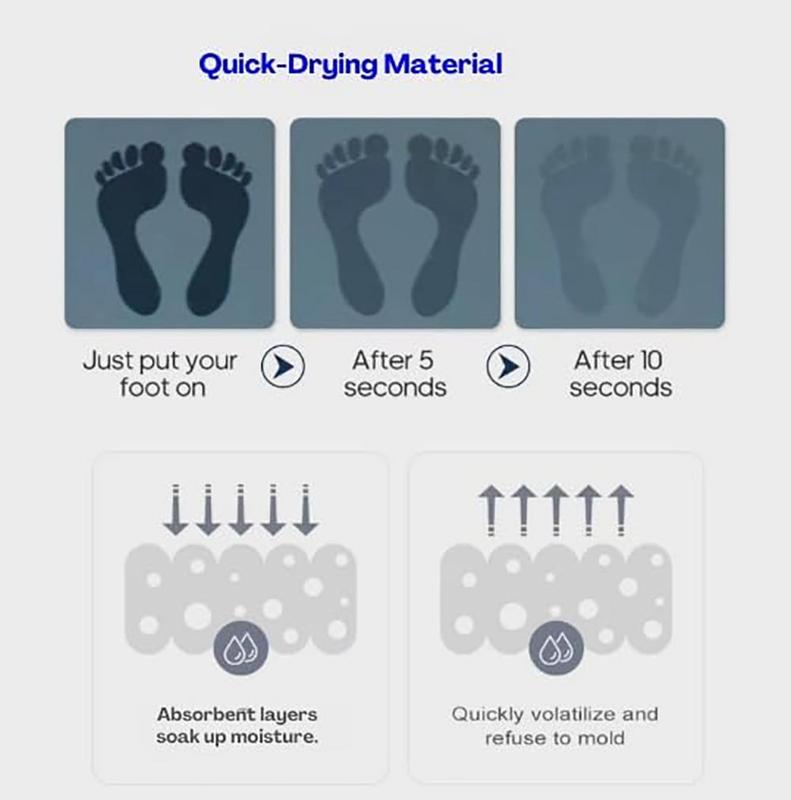 Quick-Drying Material
Just put your
foot on
After 5
seconds
After 10
seconds
Absorbent layers
soak up moisture.
Quickly volatilize and
refuse to mold